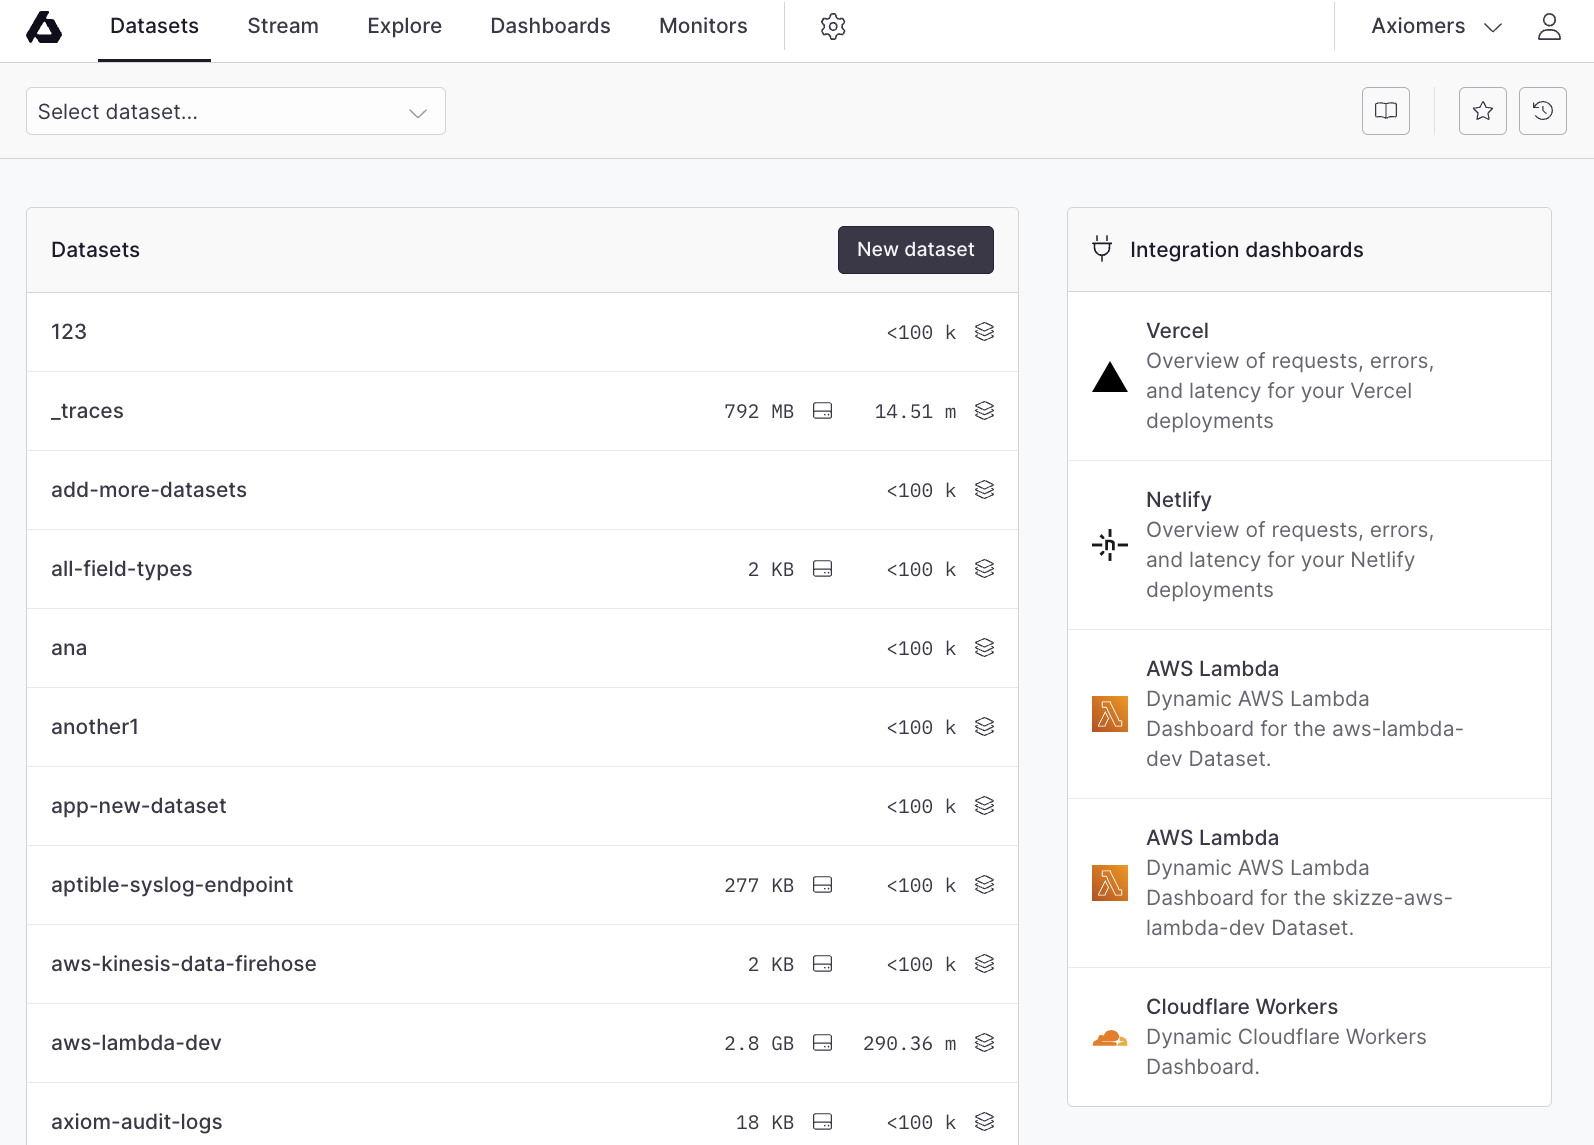 Datasets Stream Explore Dashboards Monitors Axiomers
Select dataset...
Datasets New dataset
123 <100 k
_traces 792 MB 14.51 m
add-more-datasets <100 k
all-field-types 2 KB <100 k
ana <100 k
another1 <100 k
app-new-dataset <100 k
aptible-syslog-endpoint 277 KB <100 k
aws-kinesis-data-firehose 2 KB <100 k
aws-lambda-dev 2.8 GB 290.36 m
axiom-audit-logs 18 KB <100 k
Integration dashboards
Vercel
Overview of requests, errors,
and latency for your Vercel
deployments
Netlify
Overview of requests, errors,
and latency for your Netlify
deployments
AWS Lambda
Dynamic AWS Lambda
Dashboard for the aws-lambda-
dev Dataset.
AWS Lambda
Dynamic AWS Lambda
Dashboard for the skizze-aws-
lambda-dev Dataset.
Cloudflare Workers
Dynamic Cloudflare Workers
Dashboard.